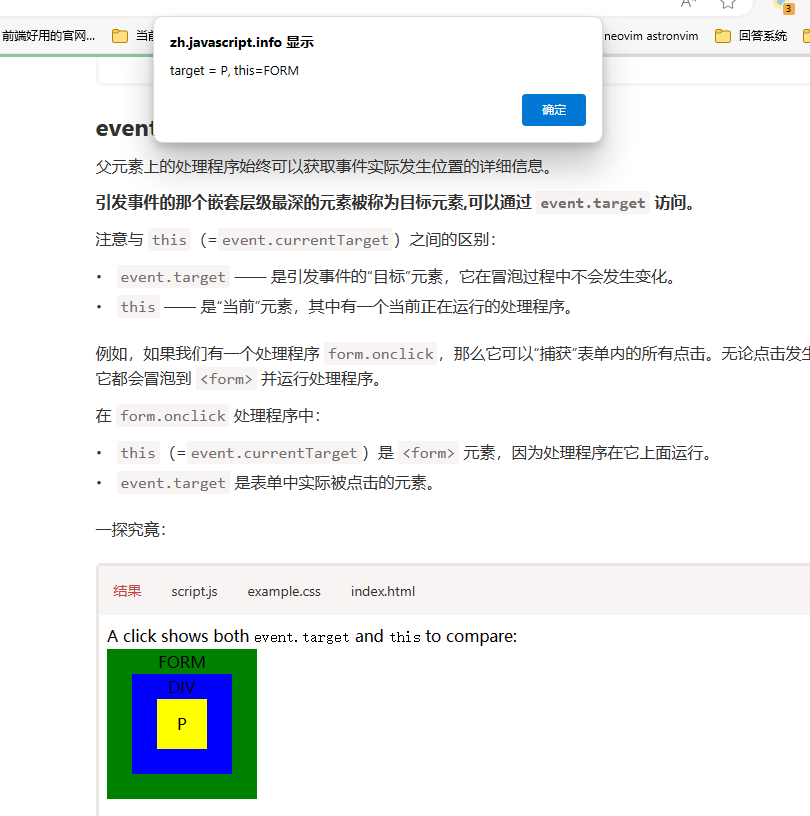 3
前端好用的官网...
当前
neovim astronvim
回答系统
zh.javascript.info 显示
target = P, this=FORM
确定
event
父元素上的处理程序始终可以获取事件实际发生位置的详细信息。
引发事件的那个嵌套层级最深的元素被称为目标元素,可以通过 event.target 访问。
注意与 this（=event.currentTarget）之间的区别：
• event.target —— 是引发事件的“目标”元素，它在冒泡过程中不会发生变化。
• this —— 是“当前”元素，其中有一个当前正在运行的处理程序。
例如，如果我们有一个处理程序 form.onclick，那么它可以“捕获”表单内的所有点击。无论点击发生
它都会冒泡到 <form> 并运行处理程序。
在 form.onclick 处理程序中：
• this（=event.currentTarget）是 <form> 元素，因为处理程序在它上面运行。
• event.target 是表单中实际被点击的元素。
一探究竟：
结果 script.js example.css index.html
A click shows both event.target and this to compare:
FORM
DIV
P